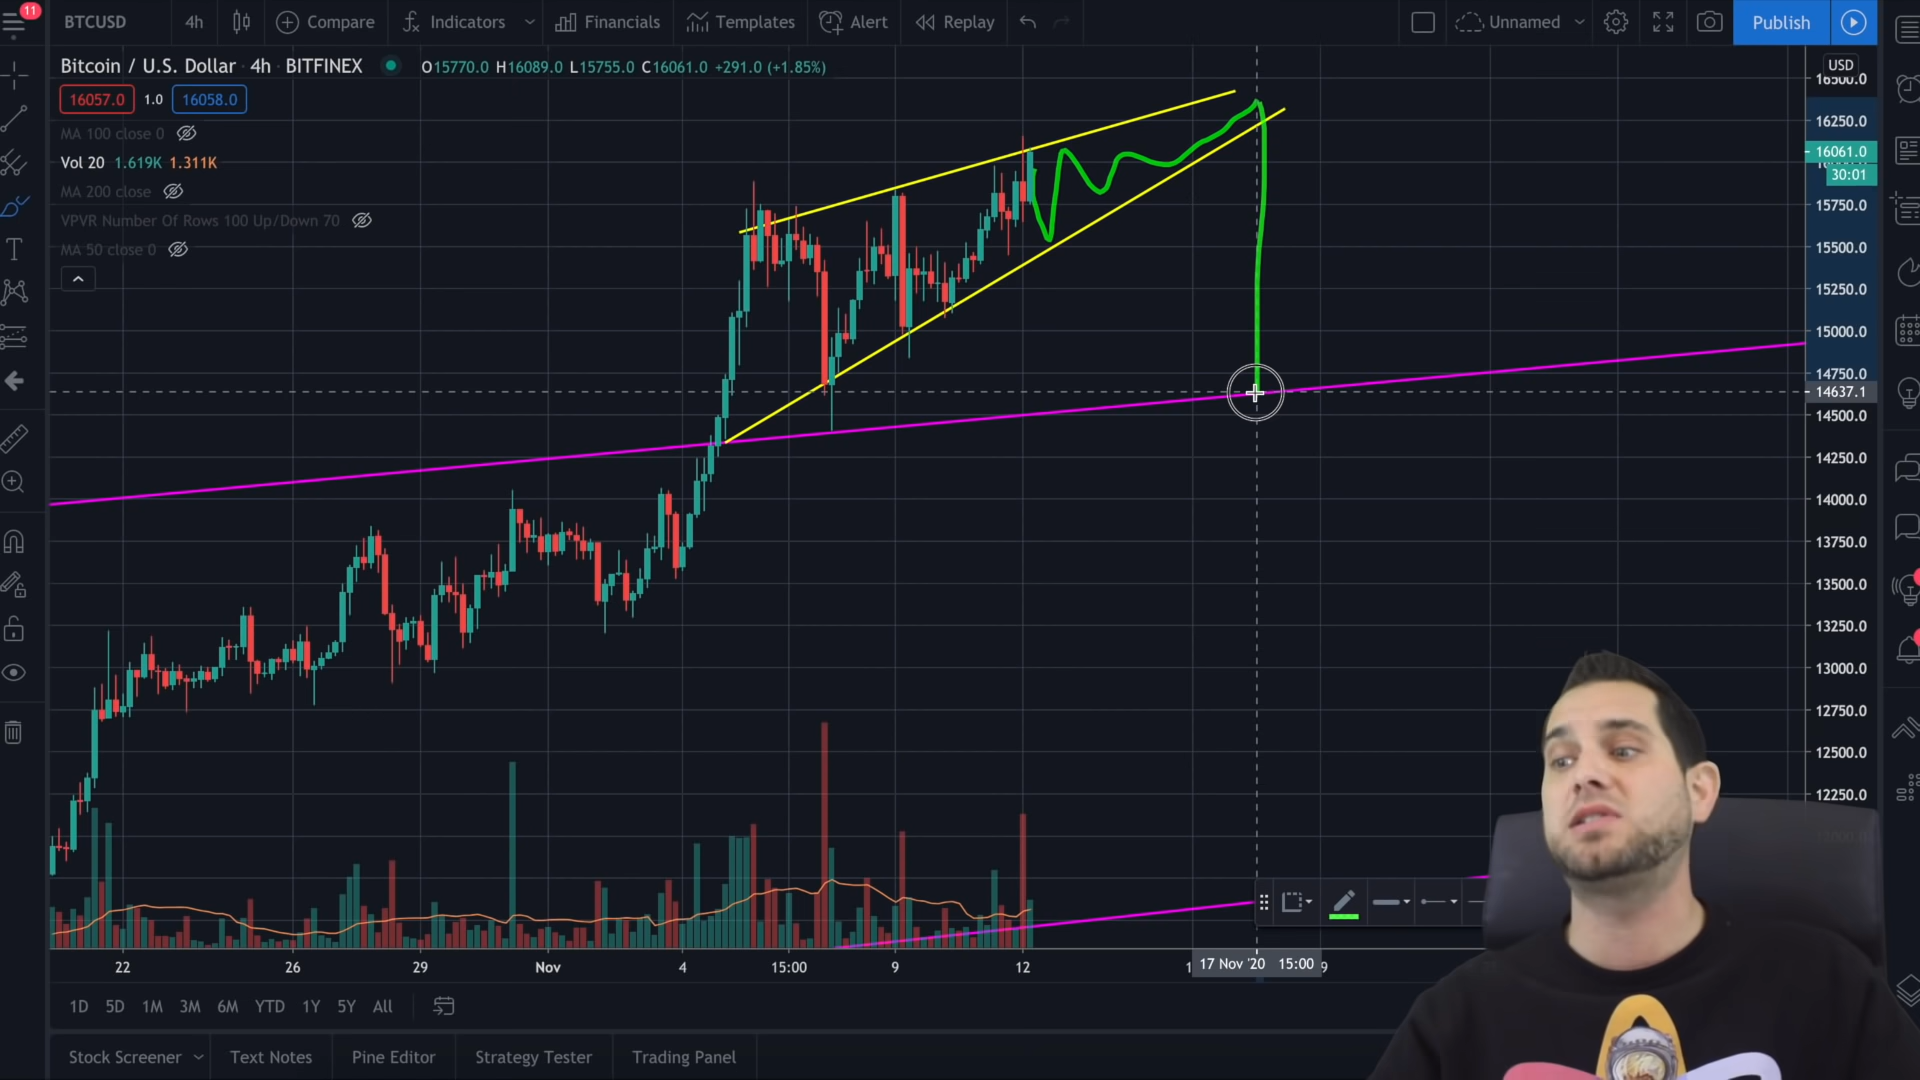 11
BTCUSD 4h Compare Indicators Financials Templates Alert Replay Unnamed Publish
Bitcoin / U.S. Dollar · 4h · BITFINEX O15770.0 H16089.0 L15755.0 C16061.0 +291.0 (+1.85%)
USD
16500.0
16057.0 1.0 16058.0
16250.0
MA 100 close 0
16061.0
Vol 20 1.619K 1.311K
30:01
MA 200 close
15750.0
VPVR Number Of Rows 100 Up/Down 70
15500.0
MA 50 close 0
15250.0
15000.0
14750.0
14637.1
14500.0
14250.0
14000.0
13750.0
13500.0
13250.0
13000.0
12750.0
12500.0
12250.0
22 26 29 Nov 4 15:00 9 12 17 Nov '20 15:00
1D 5D 1M 3M 6M YTD 1Y 5Y All
Stock Screener Text Notes Pine Editor Strategy Tester Trading Panel